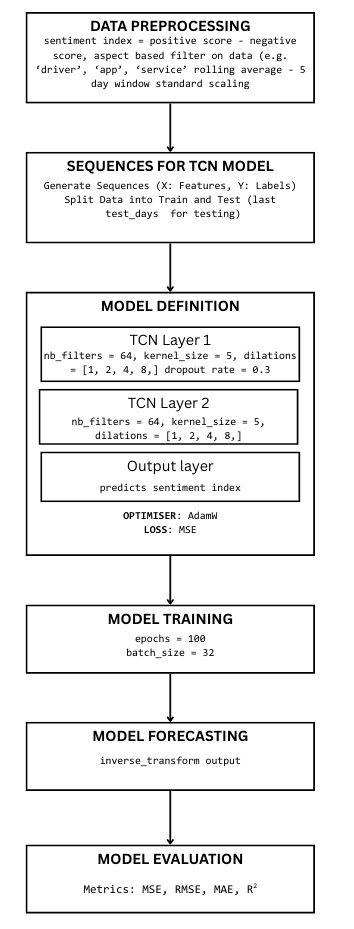 DATA PREPROCESSING
sentiment index = positive score - negative
score, aspect based filter on data (e.g.
‘driver’, ‘app’, ‘service’ rolling average - 5
day window standard scaling
SEQUENCES FOR TCN MODEL
Generate Sequences (X: Features, Y: Labels)
Split Data into Train and Test (last
test_days for testing)
MODEL DEFINITION
TCN Layer 1
nb_filters = 64, kernel_size = 5, dilations
= [1, 2, 4, 8,] dropout rate = 0.3
TCN Layer 2
nb_filters = 64, kernel_size = 5,
dilations = [1, 2, 4, 8,]
Output layer
predicts sentiment index
OPTIMISER: AdamW
LOSS: MSE
MODEL TRAINING
epochs = 100
batch_size = 32
MODEL FORECASTING
inverse_transform output
MODEL EVALUATION
Metrics: MSE, RMSE, MAE, R²